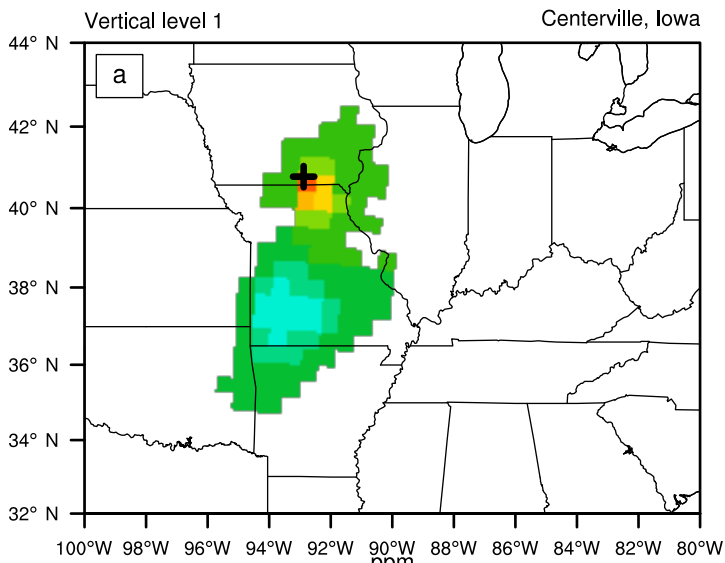 Vertical level 1 Centerville, Iowa
a
44° N
42° N
40° N
38° N
36° N
34° N
32° N
100°W 98°W 96°W 94°W 92°W 90°W 88°W 86°W 84°W 82°W 80°W
ppm